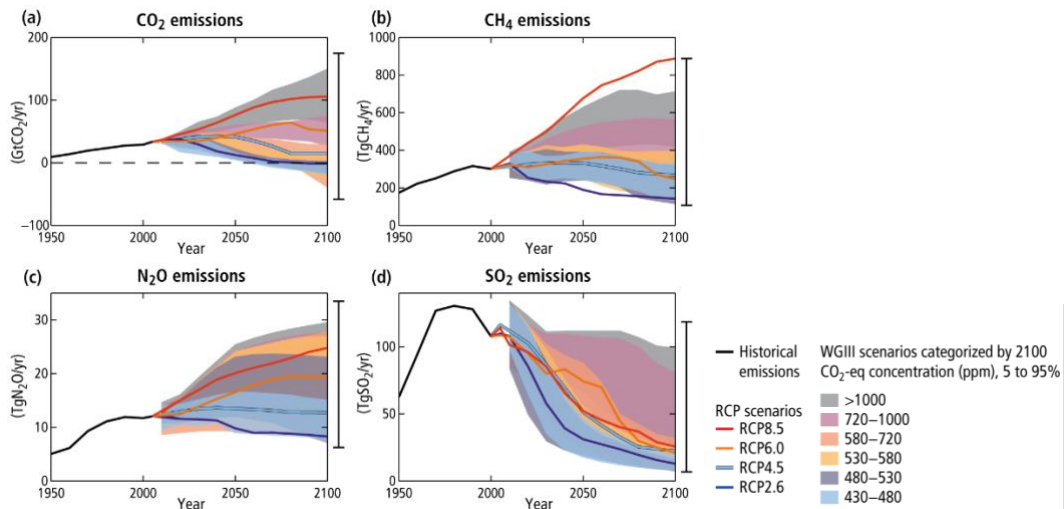 (a) CO₂ emissions
(GtCO₂/yr)
200
100
0
−100
1950 2000 2050 2100
Year
(b) CH₄ emissions
(TgCH₄/yr)
1000
800
600
400
200
0
1950 2000 2050 2100
Year
(c) N₂O emissions
(TgN₂O/yr)
30
20
10
0
1950 2000 2050 2100
Year
(d) SO₂ emissions
(TgSO₂/yr)
100
50
0
1950 2000 2050 2100
Year
Historical
emissions
RCP scenarios
RCP8.5
RCP6.0
RCP4.5
RCP2.6
WGIII scenarios categorized by 2100
CO₂-eq concentration (ppm), 5 to 95%
>1000
720−1000
580−720
530−580
480−530
430−480